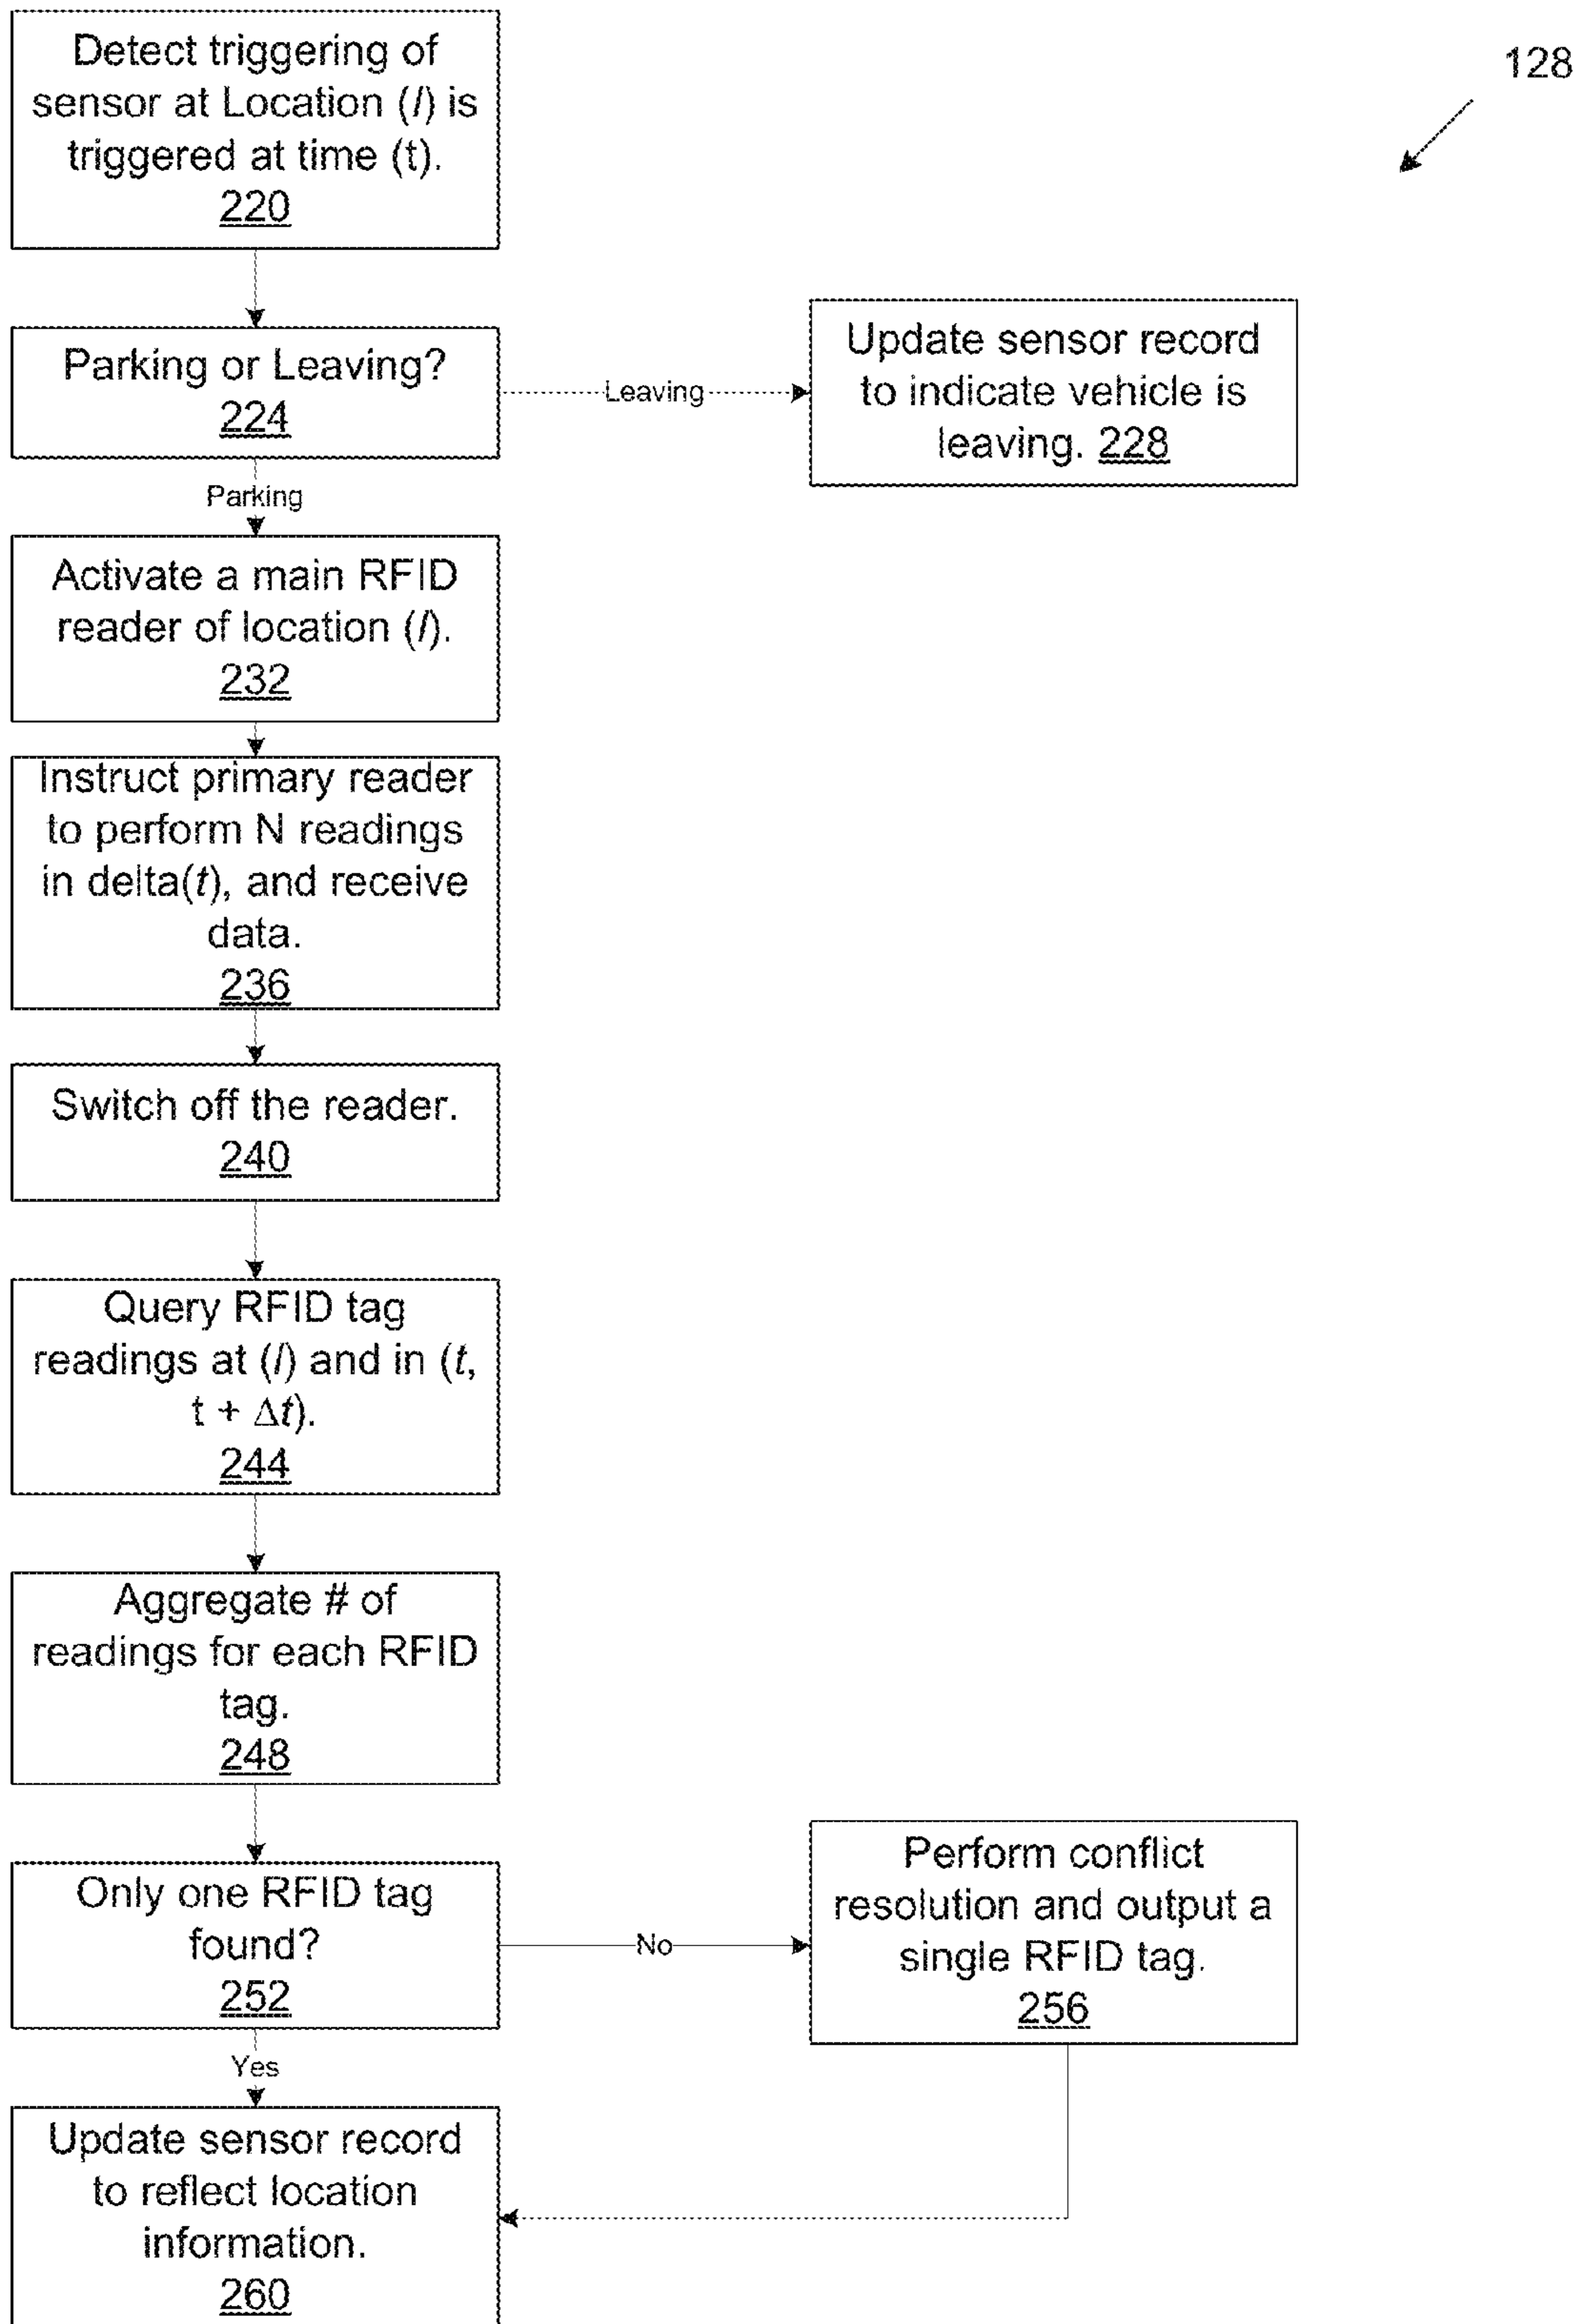 128
Detect triggering of
sensor at Location (l) is
triggered at time (t).
220
Parking or Leaving?
224
Leaving
Update sensor record
to indicate vehicle is
leaving. 228
Parking
Activate a main RFID
reader of location (l).
232
Instruct primary reader
to perform N readings
in delta(t), and receive
data.
236
Switch off the reader.
240
Query RFID tag
readings at (l) and in (t,
t + Δt).
244
Aggregate # of
readings for each RFID
tag.
248
Only one RFID tag
found?
252
No
Perform conflict
resolution and output a
single RFID tag.
256
Yes
Update sensor record
to reflect location
information.
260